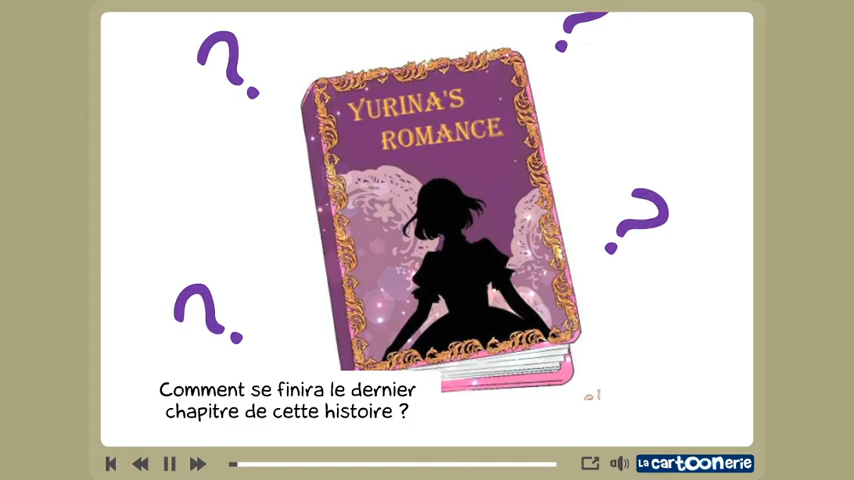 YURINA'S
ROMANCE
Comment se finira le dernier
chapitre de cette histoire ?
La cartoonerie